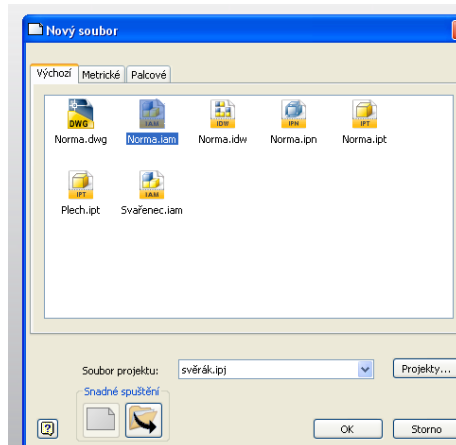 Nový soubor
Výchozí Metrické Palcové
DWG IAM IDW IPN IPT
Norma.dwg Norma.iam Norma.idw Norma.ipn Norma.ipt
IPT IAM
Plech.ipt Svařenec.iam
Soubor projektu: svěrák.ipj Projekty...
Snadné spuštění
? OK Storno